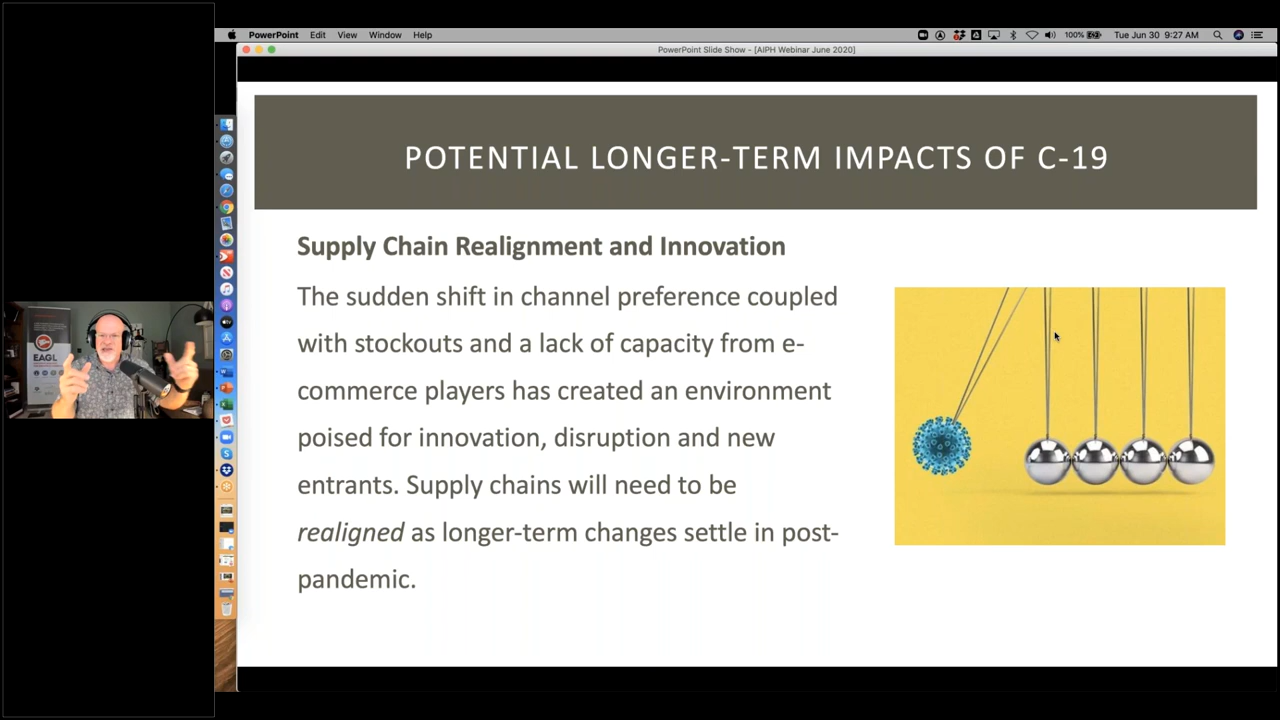 PowerPoint Edit View Window Help
100% Tue Jun 30 9:27 AM
PowerPoint Slide Show - [AIPH Webinar June 2020]
POTENTIAL LONGER-TERM IMPACTS OF C-19
Supply Chain Realignment and Innovation
The sudden shift in channel preference coupled
with stockouts and a lack of capacity from e-
commerce players has created an environment
poised for innovation, disruption and new
entrants. Supply chains will need to be
realigned as longer-term changes settle in post-
pandemic.
EAGL